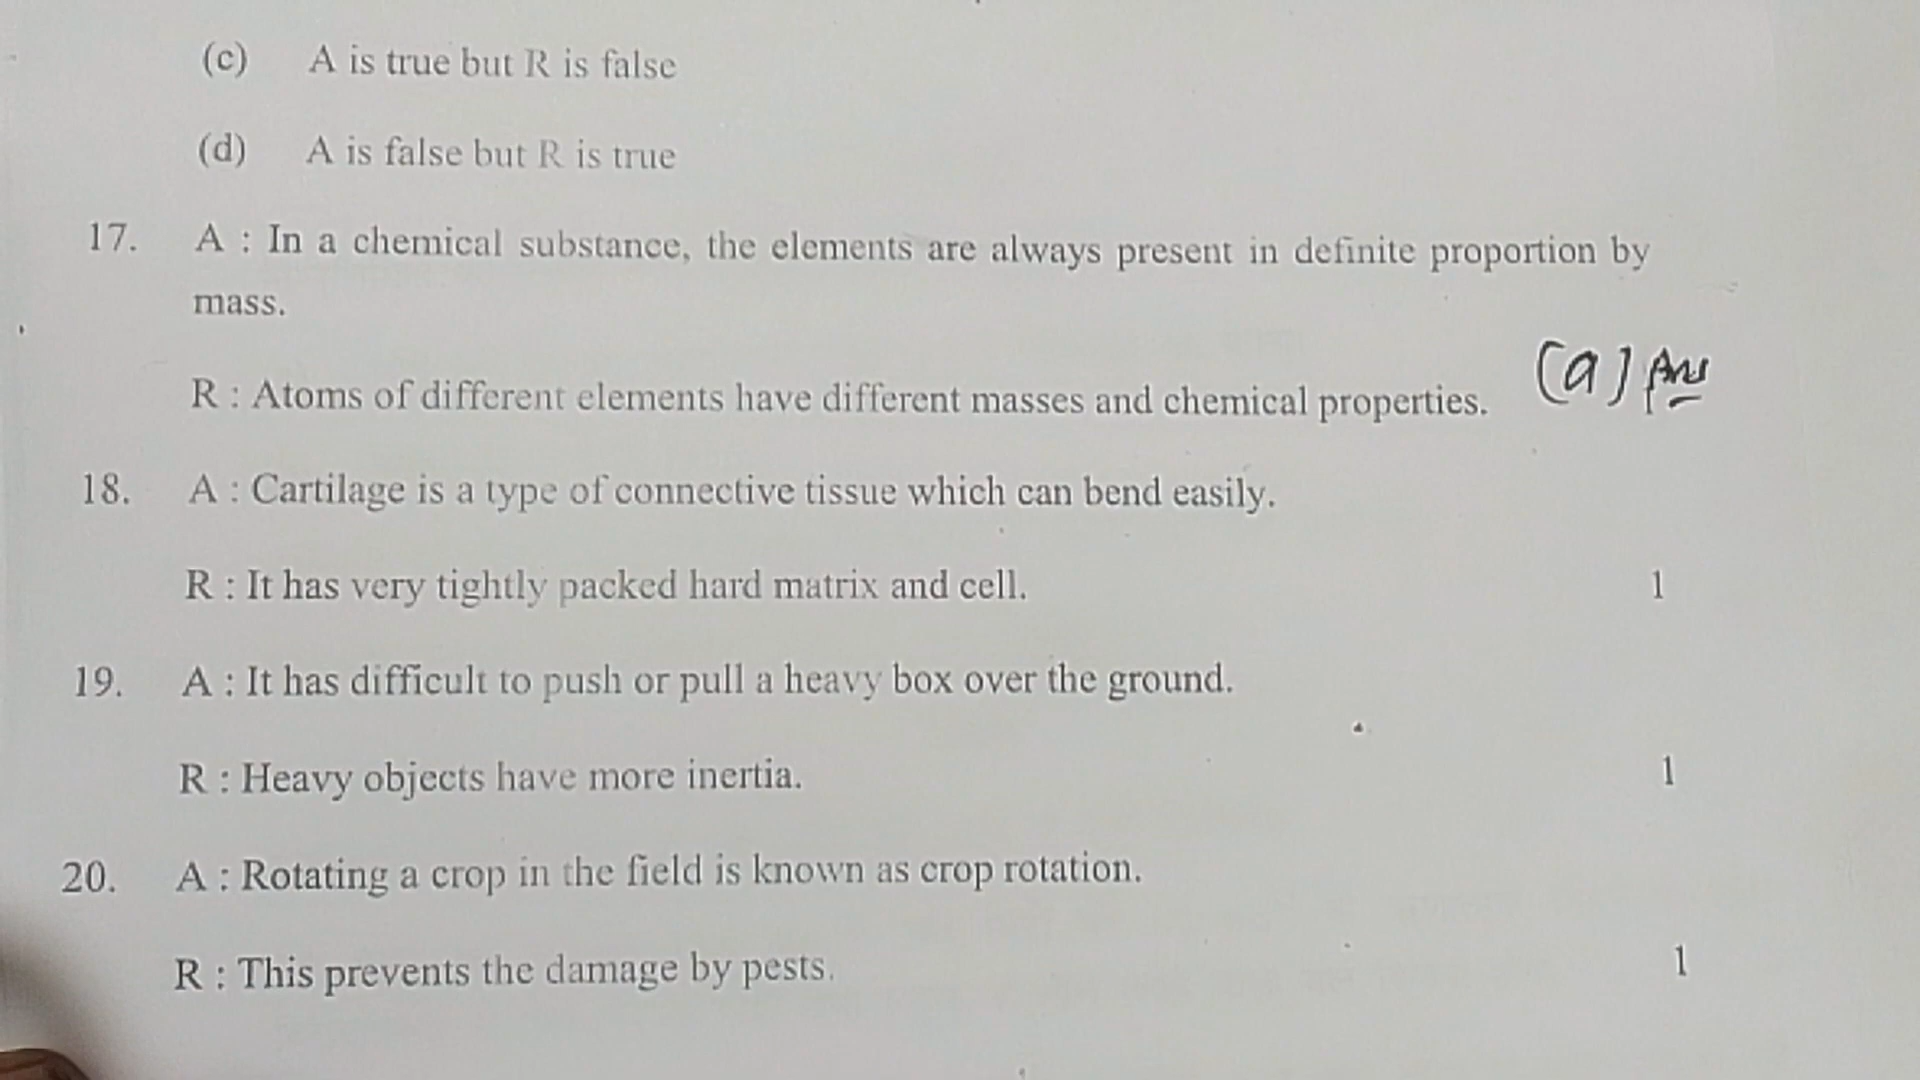 (c) A is true but R is false
(d) A is false but R is true
17. A : In a chemical substance, the elements are always present in definite proportion by
mass.
R : Atoms of different elements have different masses and chemical properties. (a) Ans
18. A : Cartilage is a type of connective tissue which can bend easily.
R : It has very tightly packed hard matrix and cell. 1
19. A : It has difficult to push or pull a heavy box over the ground.
R : Heavy objects have more inertia. 1
20. A : Rotating a crop in the field is known as crop rotation.
R : This prevents the damage by pests. 1